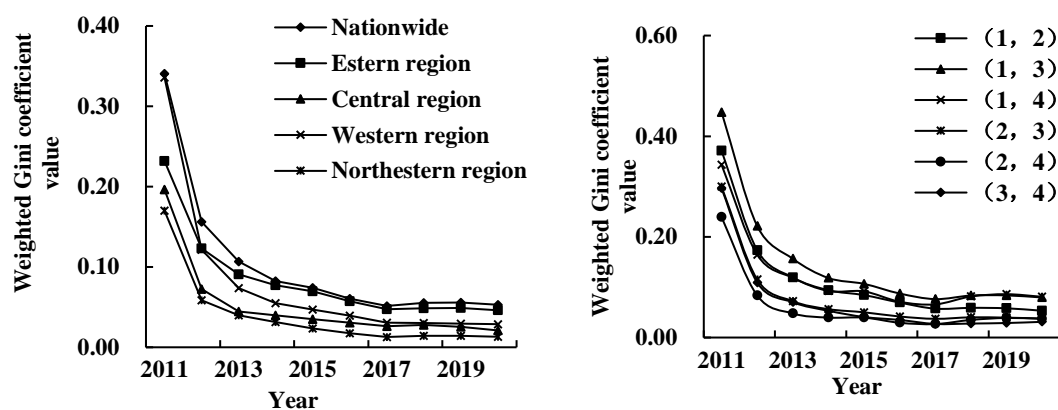 0.40
0.30
0.20
0.10
0.00
Weighted Gini coefficient
value
2011 2013 2015 2017 2019
Year
Nationwide
Estern region
Central region
Western region
Northestern region
0.60
0.40
0.20
0.00
Weighted Gini coefficient
value
2011 2013 2015 2017 2019
Year
（1，2）
（1，3）
（1，4）
（2，3）
（2，4）
（3，4）